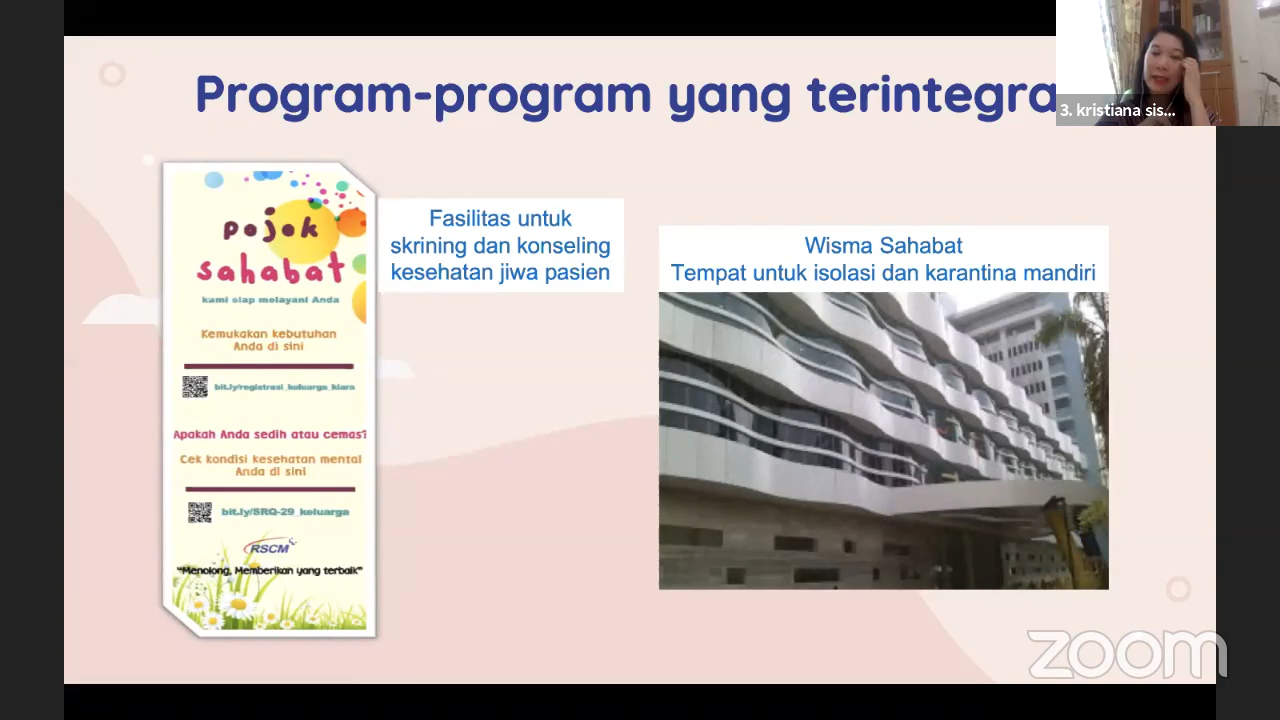 Program-program yang terintegra
3. kristiana sis...
pojok
sahabat
kami siap melayani Anda
Kemukakan kebutuhan
Anda di sini
bit.ly/registrasi_keluarga_kiara
Apakah Anda sedih atau cemas?
Cek kondisi kesehatan mental
Anda di sini
bit.ly/SRQ-29_keluarga
RSCM
"Menolong, Memberikan yang terbaik"
Fasilitas untuk
skrining dan konseling
kesehatan jiwa pasien
Wisma Sahabat
Tempat untuk isolasi dan karantina mandiri
zoom